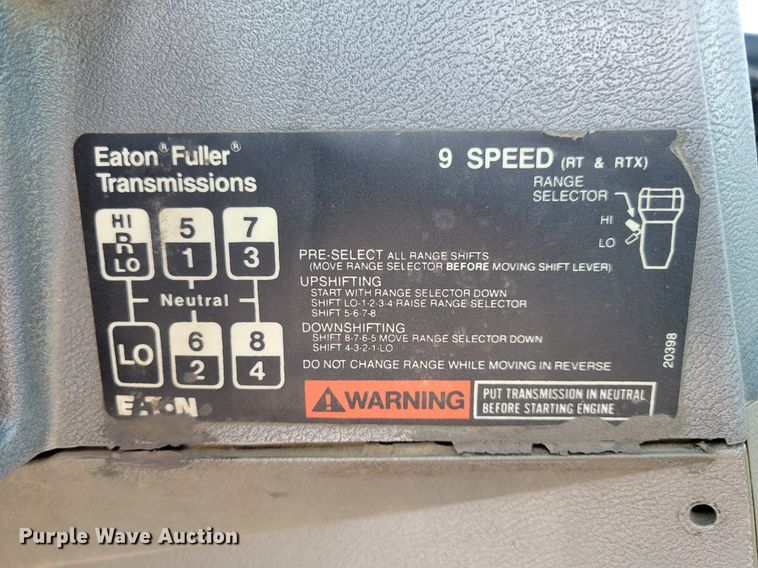 Eaton® Fuller®
Transmissions
9 SPEED (RT & RTX)
RANGE
SELECTOR
HI
LO
HI 5 7
R
LO 1 3
Neutral
LO 6 8
2 4
EATON
PRE-SELECT ALL RANGE SHIFTS
(MOVE RANGE SELECTOR BEFORE MOVING SHIFT LEVER)
UPSHIFTING
START WITH RANGE SELECTOR DOWN
SHIFT LO-1-2-3-4 RAISE RANGE SELECTOR
SHIFT 5-6-7-8
DOWNSHIFTING
SHIFT 8-7-6-5 MOVE RANGE SELECTOR DOWN
SHIFT 4-3-2-1-LO
DO NOT CHANGE RANGE WHILE MOVING IN REVERSE
WARNING
PUT TRANSMISSION IN NEUTRAL
BEFORE STARTING ENGINE
20398
Purple Wave Auction